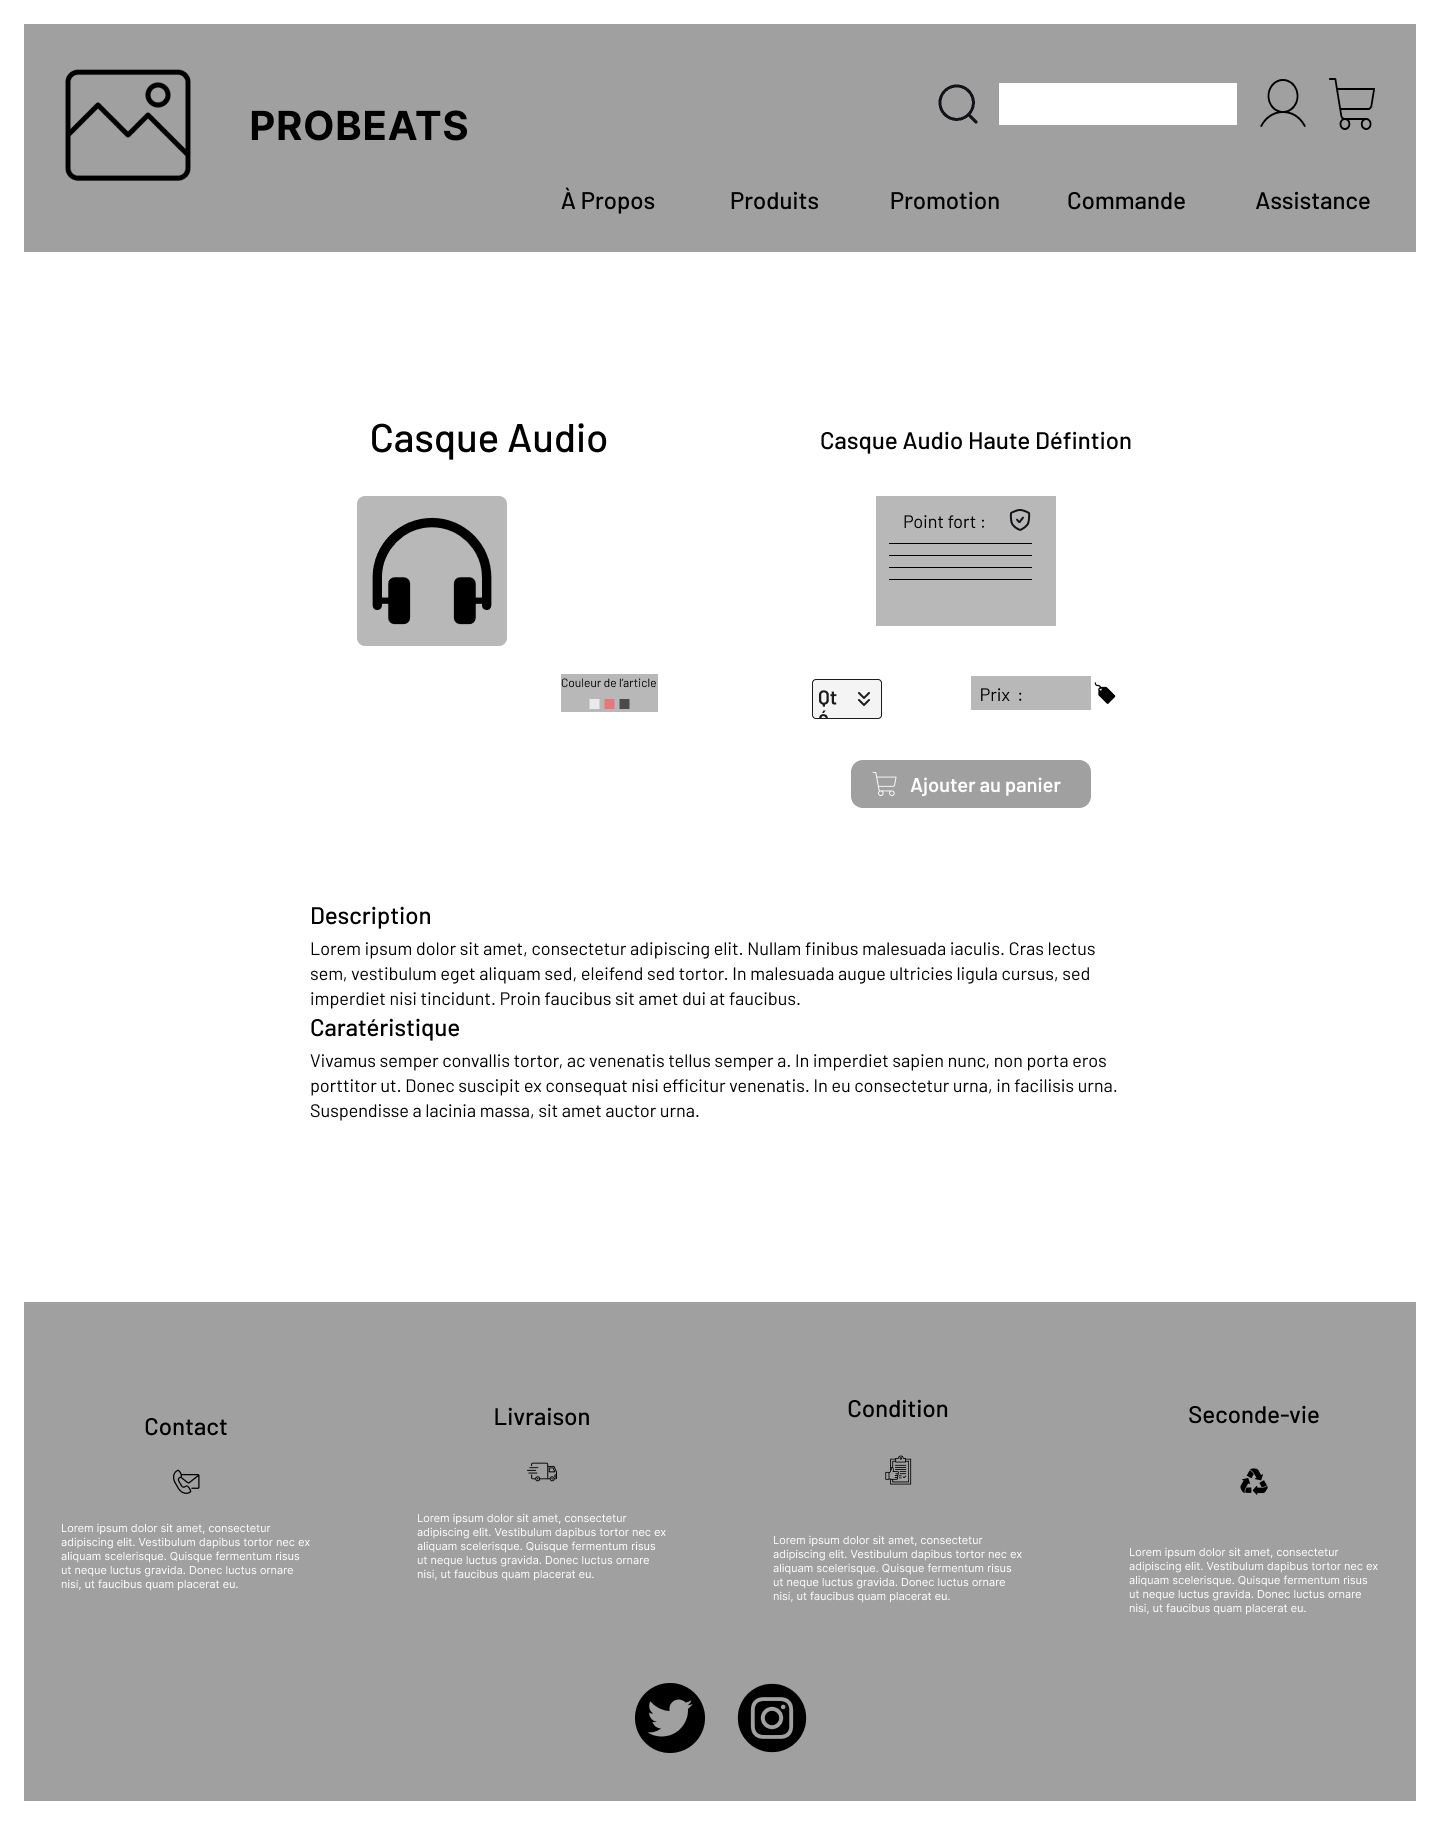 PROBEATS
À Propos
Produits
Promotion
Commande
Assistance
Casque Audio
Casque Audio Haute Défintion
Point fort :
Couleur de l'article
Qt
é
Prix :
Ajouter au panier
Description
Lorem ipsum dolor sit amet, consectetur adipiscing elit. Nullam finibus malesuada iaculis. Cras lectus
sem, vestibulum eget aliquam sed, eleifend sed tortor. In malesuada augue ultricies ligula cursus, sed
imperdiet nisi tincidunt. Proin faucibus sit amet dui at faucibus.
Caratéristique
Vivamus semper convallis tortor, ac venenatis tellus semper a. In imperdiet sapien nunc, non porta eros
porttitor ut. Donec suscipit ex consequat nisi efficitur venenatis. In eu consectetur urna, in facilisis urna.
Suspendisse a lacinia massa, sit amet auctor urna.
Contact
Lorem ipsum dolor sit amet, consectetur
adipiscing elit. Vestibulum dapibus tortor nec ex
aliquam scelerisque. Quisque fermentum risus
ut neque luctus gravida. Donec luctus ornare
nisi, ut faucibus quam placerat eu.
Livraison
Lorem ipsum dolor sit amet, consectetur
adipiscing elit. Vestibulum dapibus tortor nec ex
aliquam scelerisque. Quisque fermentum risus
ut neque luctus gravida. Donec luctus ornare
nisi, ut faucibus quam placerat eu.
Condition
Lorem ipsum dolor sit amet, consectetur
adipiscing elit. Vestibulum dapibus tortor nec ex
aliquam scelerisque. Quisque fermentum risus
ut neque luctus gravida. Donec luctus ornare
nisi, ut faucibus quam placerat eu.
Seconde-vie
Lorem ipsum dolor sit amet, consectetur
adipiscing elit. Vestibulum dapibus tortor nec ex
aliquam scelerisque. Quisque fermentum risus
ut neque luctus gravida. Donec luctus ornare
nisi, ut faucibus quam placerat eu.